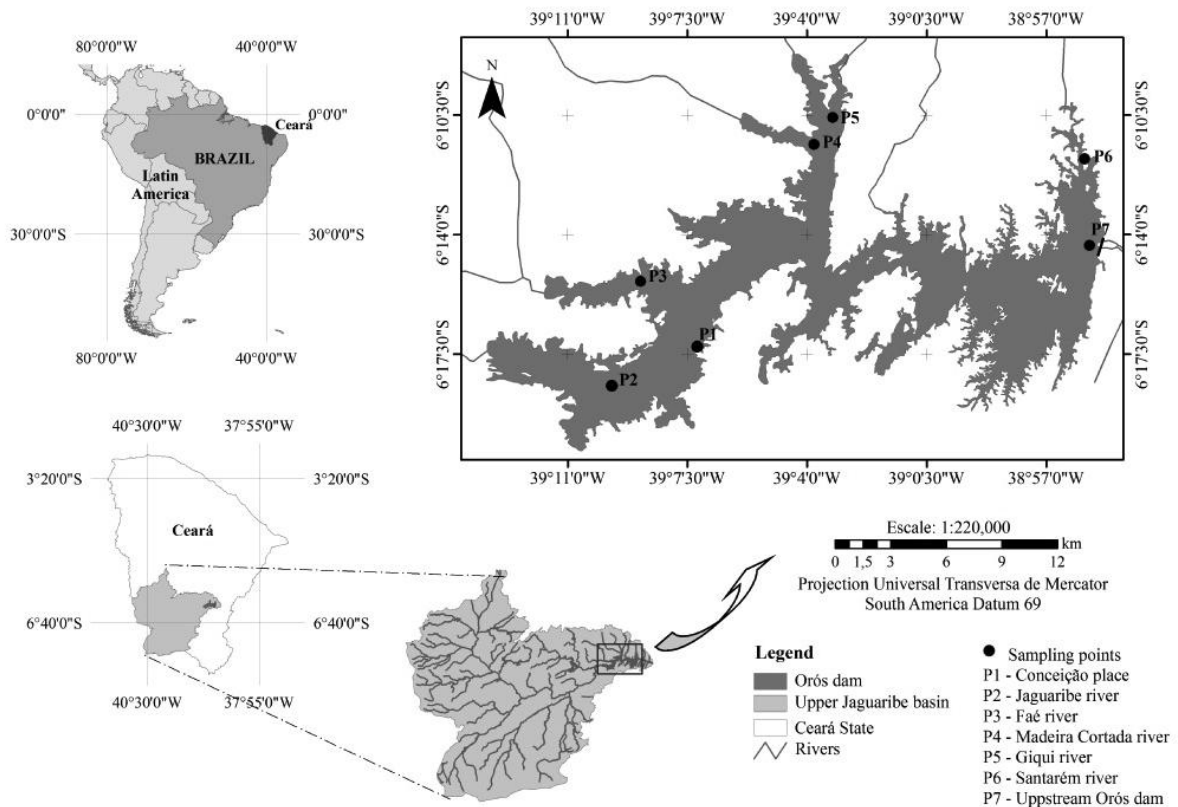 80°0'0"W 40°0'0"W
0°0'0" 0°0'0"
Ceará
BRAZIL
Latin
America
30°0'0"S 30°0'0"S
80°0'0"W 40°0'0"W
39°11'0"W 39°7'30"W 39°4'0"W 39°0'30"W 38°57'0"W
N
6°10'30"S 6°10'30"S
P5
P4
P6
6°14'0"S 6°14'0"S
P7
P3
P1
6°17'30"S 6°17'30"S
P2
39°11'0"W 39°7'30"W 39°4'0"W 39°0'30"W 38°57'0"W
40°30'0"W 37°55'0"W
3°20'0"S 3°20'0"S
Ceará
6°40'0"S 6°40'0"S
40°30'0"W 37°55'0"W
Escale: 1:220,000
km
0 1,5 3 6 9 12
Projection Universal Transversa de Mercator
South America Datum 69
Legend
Orós dam
Upper Jaguaribe basin
Ceará State
Rivers
Sampling points
P1 - Conceição place
P2 - Jaguaribe river
P3 - Faé river
P4 - Madeira Cortada river
P5 - Giqui river
P6 - Santarém river
P7 - Uppstream Orós dam